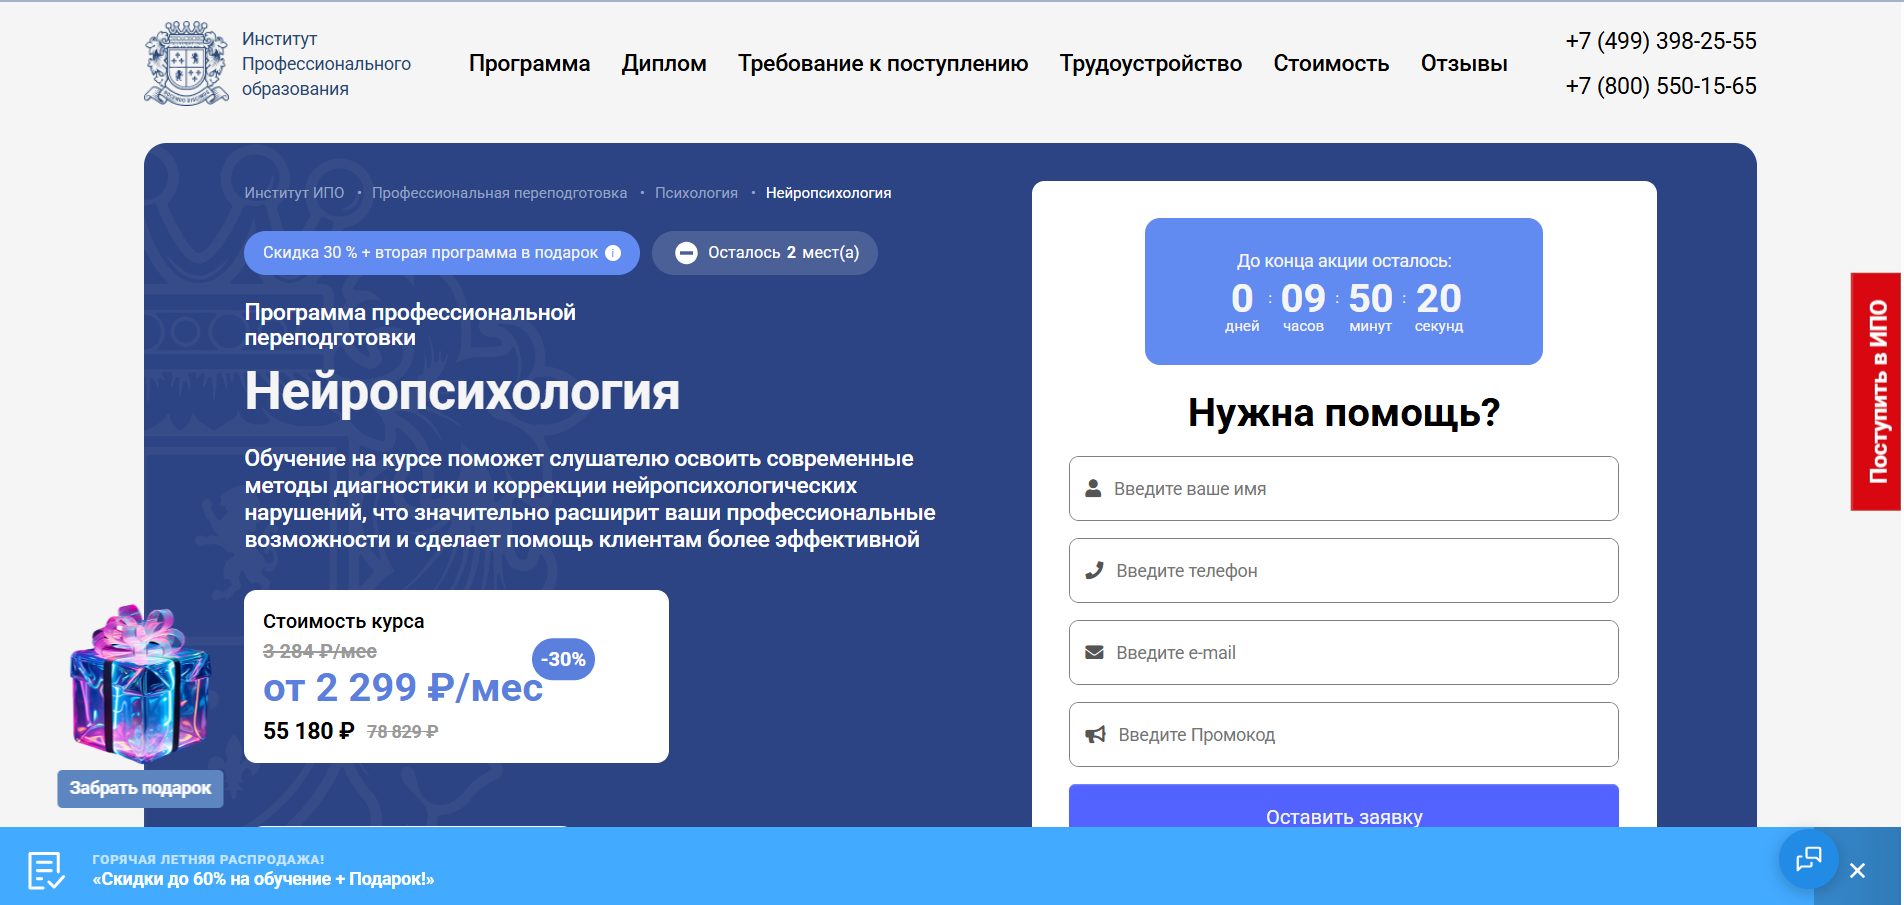 Институт
Профессионального
образования
Программа
Диплом
Требование к поступлению
Трудоустройство
Стоимость
Отзывы
+7 (499) 398-25-55
+7 (800) 550-15-65
Институт ИПО • Профессиональная переподготовка • Психология • Нейропсихология
Скидка 30 % + вторая программа в подарок i
Осталось 2 мест(а)
Программа профессиональной
переподготовки
Нейропсихология
Обучение на курсе поможет слушателю освоить современные
методы диагностики и коррекции нейропсихологических
нарушений, что значительно расширит ваши профессиональные
возможности и сделает помощь клиентам более эффективной
Стоимость курса
3 284 ₽/мес
-30%
от 2 299 ₽/мес
55 180 ₽ 78 829 ₽
До конца акции осталось:
0 : 09 : 50 : 20
дней часов минут секунд
Нужна помощь?
Введите ваше имя
Введите телефон
Введите e-mail
Введите Промокод
Оставить заявку
Поступить в ИПО
Забрать подарок
ГОРЯЧАЯ ЛЕТНЯЯ РАСПРОДАЖА!
«Скидки до 60% на обучение + Подарок!»